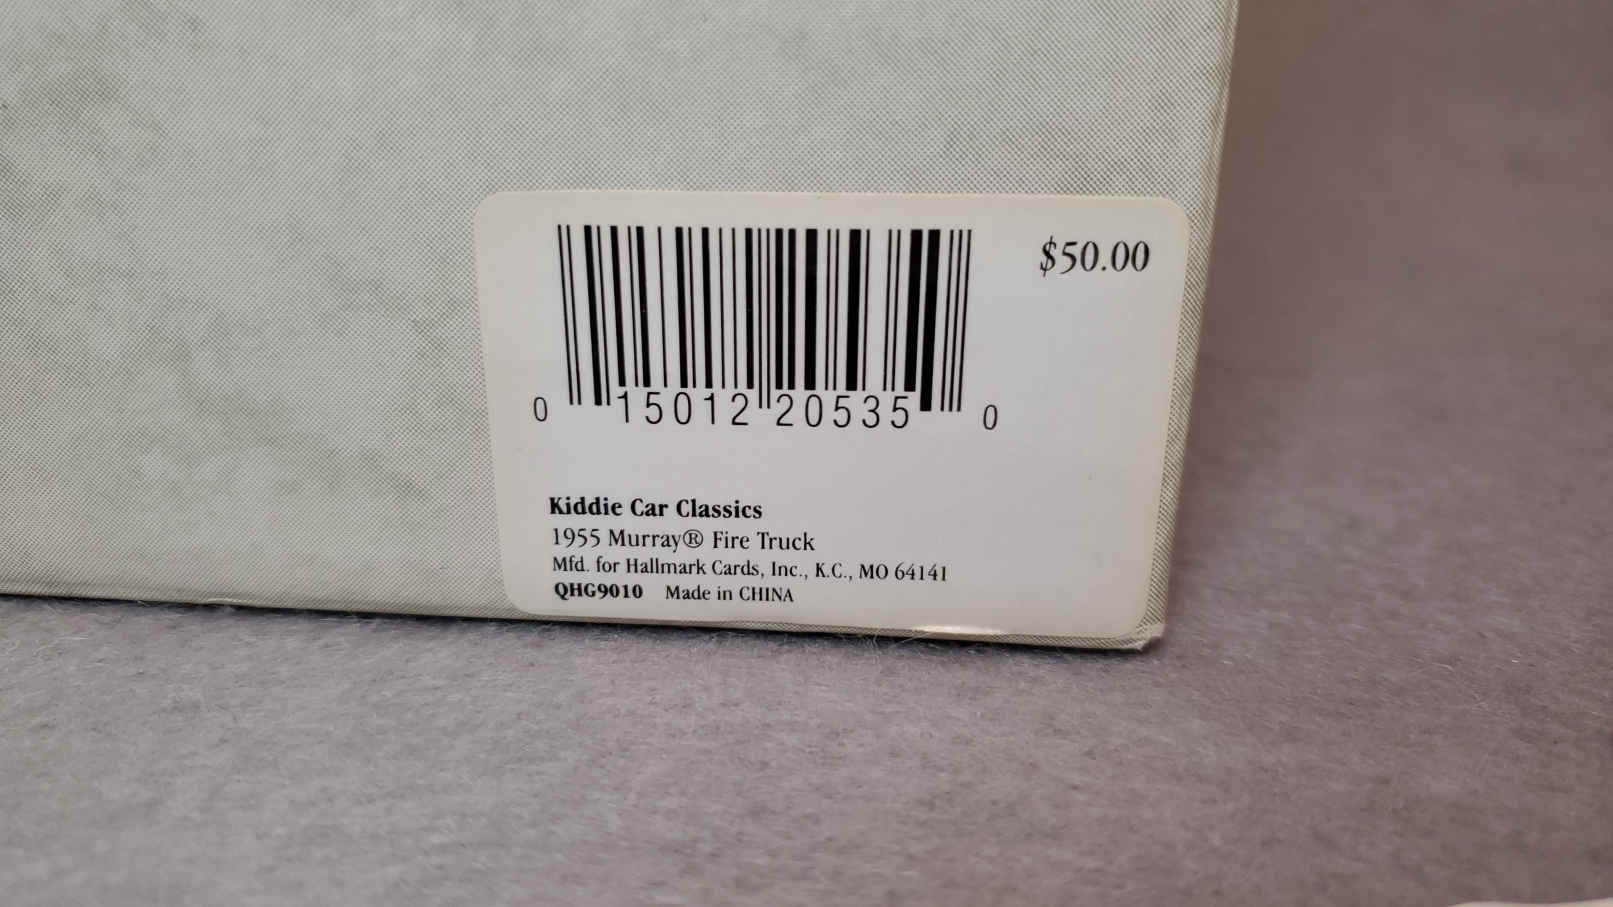 $50.00
0 15012 20535 0
Kiddie Car Classics
1955 Murray® Fire Truck
Mfd. for Hallmark Cards, Inc., K.C., MO 64141
QHG9010 Made in CHINA